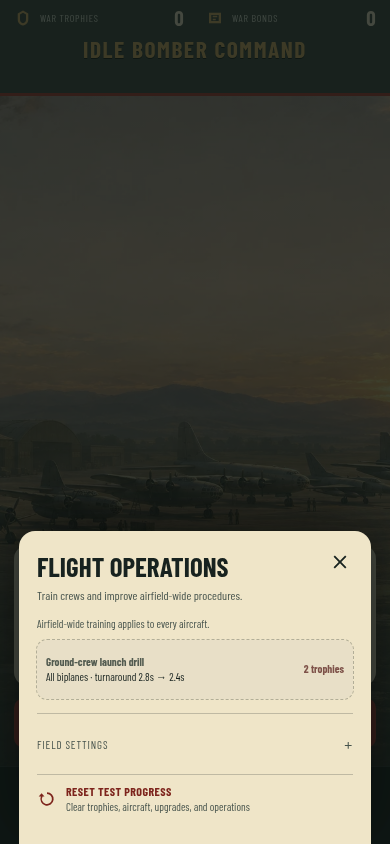 WAR TROPHIES 0 WAR BONDS 0
IDLE BOMBER COMMAND
FLIGHT OPERATIONS
Train crews and improve airfield-wide procedures.
Airfield-wide training applies to every aircraft.
Ground-crew launch drill
All biplanes · turnaround 2.8s → 2.4s
2 trophies
FIELD SETTINGS +
RESET TEST PROGRESS
Clear trophies, aircraft, upgrades, and operations